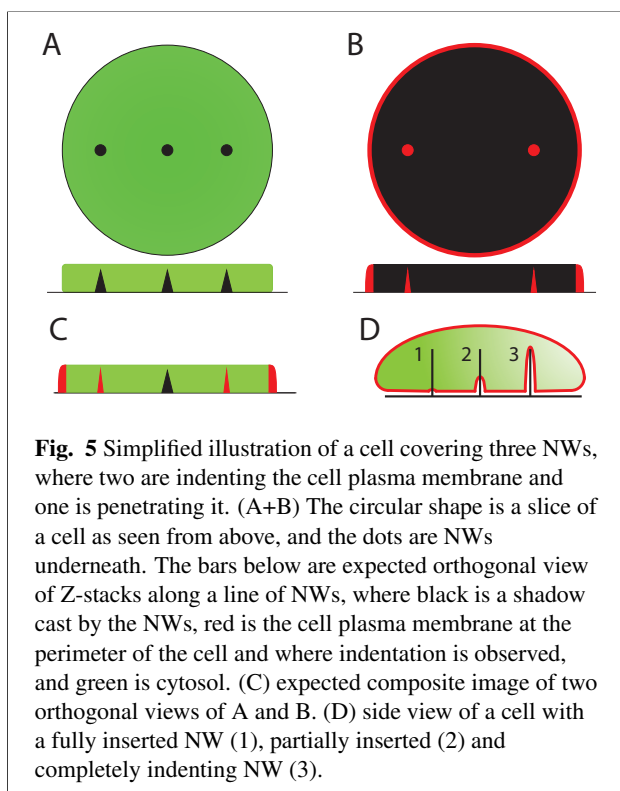 A
B
C
D
1
2
3
Fig. 5 Simplified illustration of a cell covering three NWs,
where two are indenting the cell plasma membrane and
one is penetrating it. (A+B) The circular shape is a slice of
a cell as seen from above, and the dots are NWs
underneath. The bars below are expected orthogonal view
of Z-stacks along a line of NWs, where black is a shadow
cast by the NWs, red is the cell plasma membrane at the
perimeter of the cell and where indentation is observed,
and green is cytosol. (C) expected composite image of two
orthogonal views of A and B. (D) side view of a cell with
a fully inserted NW (1), partially inserted (2) and
completely indenting NW (3).